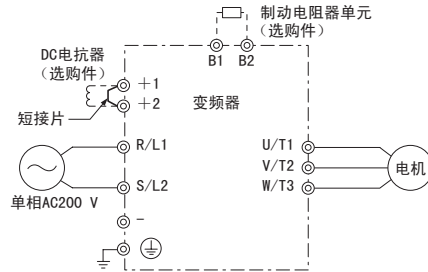 制动电阻器单元
（选购件）
B1 B2
DC电抗器
（选购件）
+1
+2
短接片
变频器
R/L1
S/L2
单相AC200 V
U/T1
V/T2
W/T3
电机
−